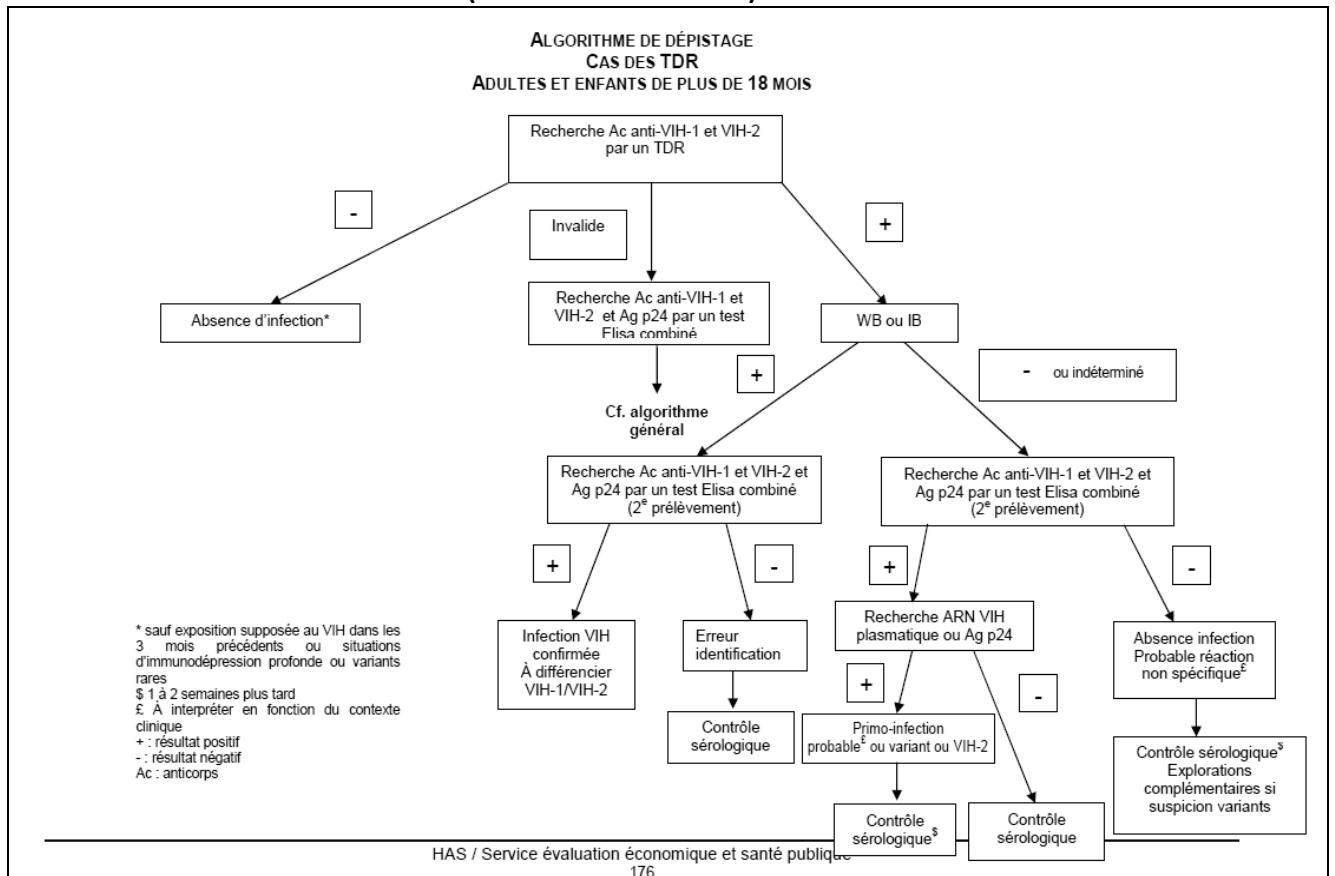 ALGORITHME DE DÉPISTAGE
CAS DES TDR
ADULTES ET ENFANTS DE PLUS DE 18 MOIS
Recherche Ac anti-VIH-1 et VIH-2
par un TDR
-
Invalide
+
Absence d'infection*
Recherche Ac anti-VIH-1 et
VIH-2 et Ag p24 par un test
Elisa combiné
WB ou IB
+
- ou indéterminé
Cf. algorithme
général
Recherche Ac anti-VIH-1 et VIH-2 et
Ag p24 par un test Elisa combiné
(2e prélèvement)
Recherche Ac anti-VIH-1 et VIH-2 et
Ag p24 par un test Elisa combiné
(2e prélèvement)
+
-
+
-
Infection VIH
confirmée
À différencier
VIH-1/VIH-2
Erreur
identification
Recherche ARN VIH
plasmatique ou Ag p24
Absence infection
Probable réaction
non spécifique£
+
-
Contrôle
sérologique
Primo-infection
probable£ ou variant ou VIH-2
Contrôle sérologique$
Explorations
complémentaires si
suspicion variants
Contrôle
sérologique$
Contrôle
sérologique
* sauf exposition supposée au VIH dans les
3 mois précédents ou situations
d'immunodépression profonde ou variants
rares
$ 1 à 2 semaines plus tard
£ À interpréter en fonction du contexte
clinique
+ : résultat positif
- : résultat négatif
Ac : anticorps
HAS / Service évaluation économique et santé publique
176